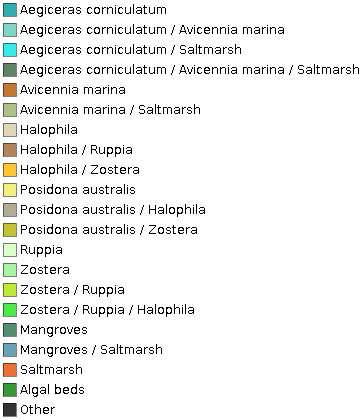 Aegiceras corniculatum
Aegiceras corniculatum / Avicennia marina
Aegiceras corniculatum / Saltmarsh
Aegiceras corniculatum / Avicennia marina / Saltmarsh
Avicennia marina
Avicennia marina / Saltmarsh
Halophila
Halophila / Ruppia
Halophila / Zostera
Posidona australis
Posidona australis / Halophila
Posidona australis / Zostera
Ruppia
Zostera
Zostera / Ruppia
Zostera / Ruppia / Halophila
Mangroves
Mangroves / Saltmarsh
Saltmarsh
Algal beds
Other